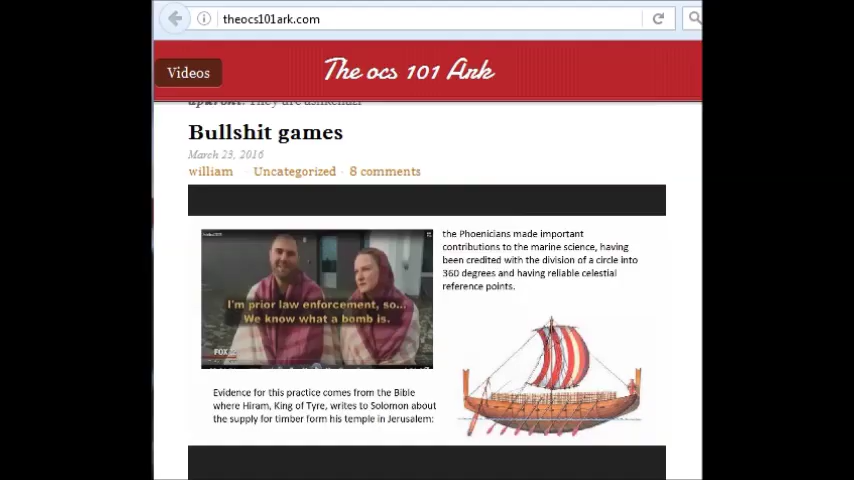 theocs101ark.com
The ocs 101 Ark
Videos
They are ashkenazi
Bullshit games
March 23, 2016
william
Uncategorized · 8 comments
the Phoenicians made important
contributions to the marine science, having
been credited with the division of a circle into
360 degrees and having reliable celestial
reference points.
I'm prior law enforcement, so...
We know what a bomb is.
FOX
Evidence for this practice comes from the Bible
where Hiram, King of Tyre, writes to Solomon about
the supply for timber form his temple in Jerusalem: